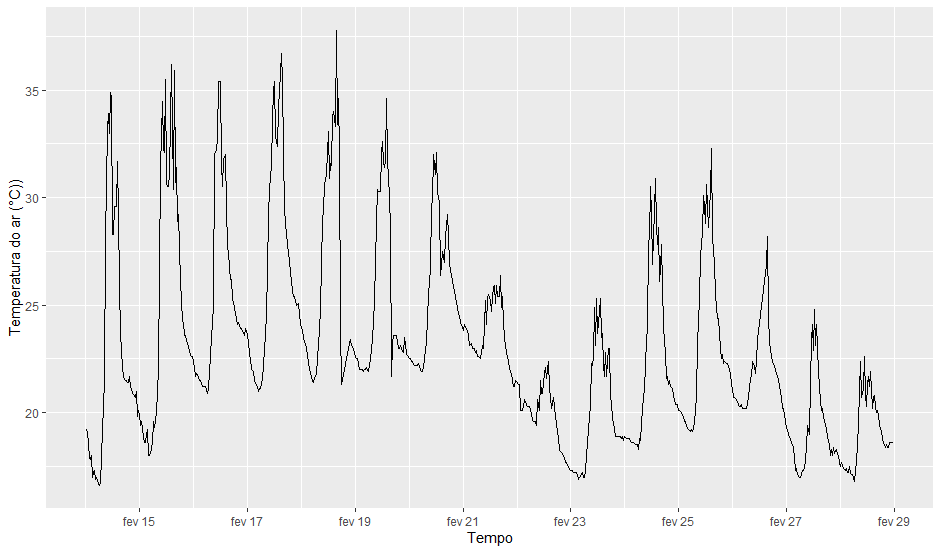 Temperatura do ar (°C))
35
30
25
20
fev 15
fev 17
fev 19
fev 21
fev 23
fev 25
fev 27
fev 29
Tempo